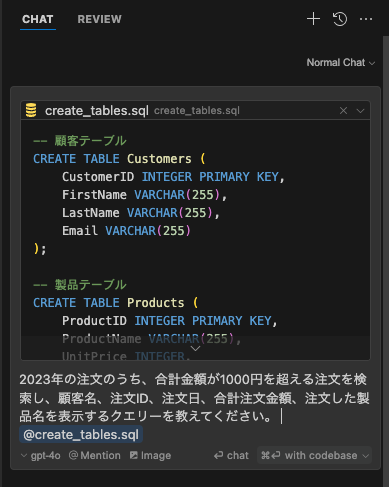 CHAT REVIEW
Normal Chat
create_tables.sql create_tables.sql
-- 顧客テーブル
CREATE TABLE Customers (
CustomerID INTEGER PRIMARY KEY,
FirstName VARCHAR(255),
LastName VARCHAR(255),
Email VARCHAR(255)
);
-- 製品テーブル
CREATE TABLE Products (
ProductID INTEGER PRIMARY KEY,
ProductName VARCHAR(255),
UnitPrice INTEGER,
2023年の注文のうち、合計金額が1000円を超える注文を検
索し、顧客名、注文ID、注文日、合計注文金額、注文した製
品名を表示するクエリーを教えてください。
@create_tables.sql
gpt-4o @ Mention Image ⏎ chat ⌘⏎ with codebase